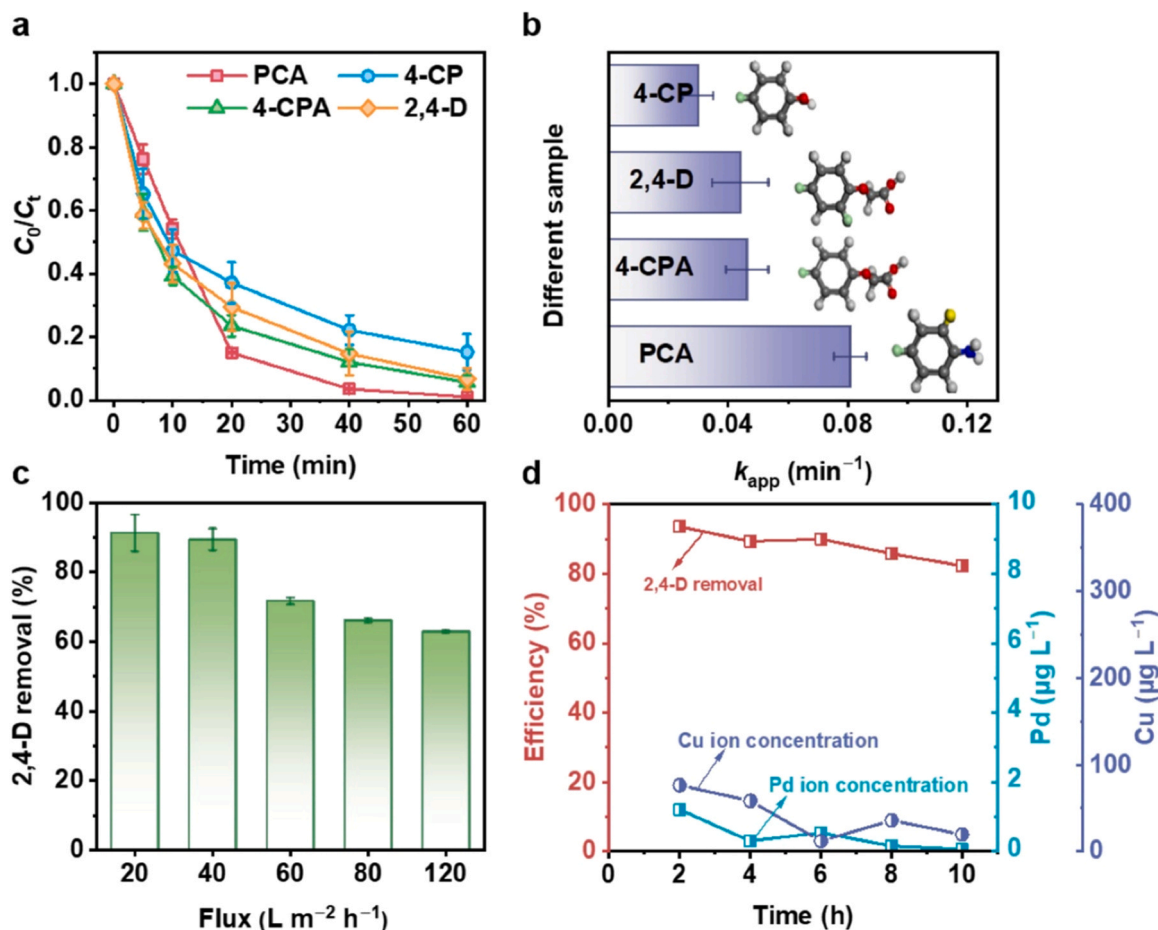 a
PCA
4-CP
4-CPA
2,4-D
1.0
0.8
0.6
0.4
0.2
0.0
C₀/Cₜ
0 10 20 30 40 50 60
Time (min)
b
4-CP
2,4-D
4-CPA
PCA
Different sample
0.00 0.04 0.08 0.12
k_app (min⁻¹)
c
100
80
60
40
20
0
2,4-D removal (%)
20 40 60 80 120
Flux (L m⁻² h⁻¹)
d
100
80
60
40
20
0
Efficiency (%)
2,4-D removal
Cu ion concentration
Pd ion concentration
10
8
6
4
2
0
Pd (µg L⁻¹)
400
300
200
100
0
Cu (µg L⁻¹)
0 2 4 6 8 10
Time (h)